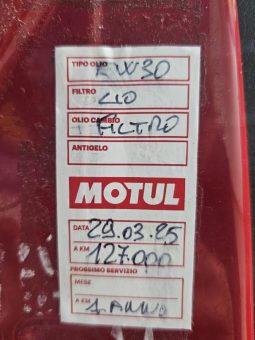 TIPO OLIO 5W30
FILTRO
OLIO CAMBIO FILTRO
ANTIGELO
MOTUL
DATA 29.03.25
A KM 127.000
PROSSIMO SERVIZIO
MESE
A KM 1 ANNO